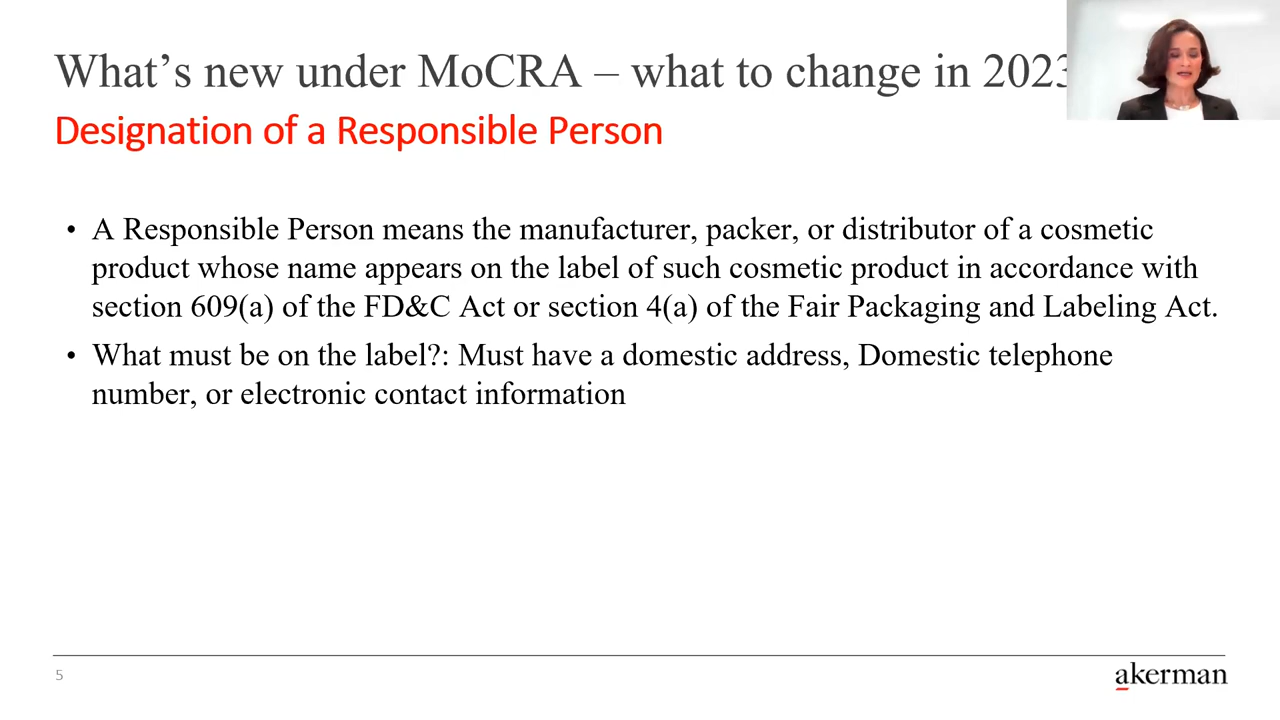 What's new under MoCRA – what to change in 2023
Designation of a Responsible Person
• A Responsible Person means the manufacturer, packer, or distributor of a cosmetic
product whose name appears on the label of such cosmetic product in accordance with
section 609(a) of the FD&C Act or section 4(a) of the Fair Packaging and Labeling Act.
• What must be on the label?: Must have a domestic address, Domestic telephone
number, or electronic contact information
5
akerman